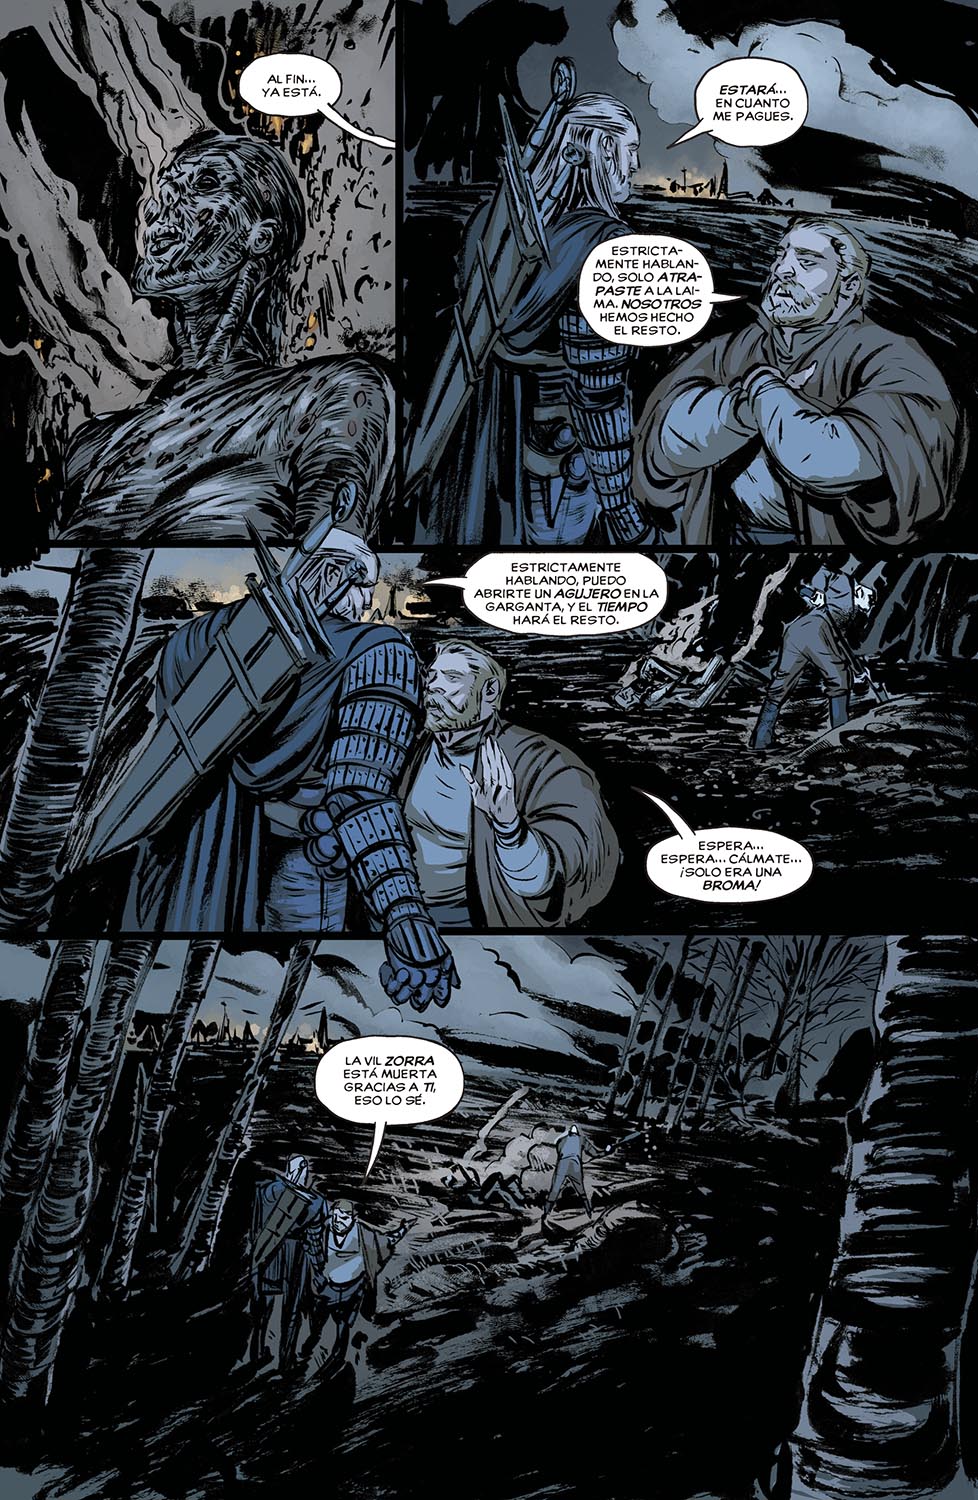 AL FIN...
YA ESTÁ.
ESTARÁ...
EN CUANTO
ME PAGUES.
ESTRICTA-
MENTE HABLAN-
DO, SOLO ATRA-
PASTE A LA LAI-
MA. NOSOTROS
HEMOS HECHO
EL RESTO.
ESTRICTAMENTE
HABLANDO, PUEDO
ABRIRTE UN AGUJERO EN LA
GARGANTA, Y EL TIEMPO
HARÁ EL RESTO.
ESPERA...
ESPERA... CÁLMATE...
¡SOLO ERA UNA
BROMA!
LA VIL ZORRA
ESTÁ MUERTA
GRACIAS A TI,
ESO LO SÉ.